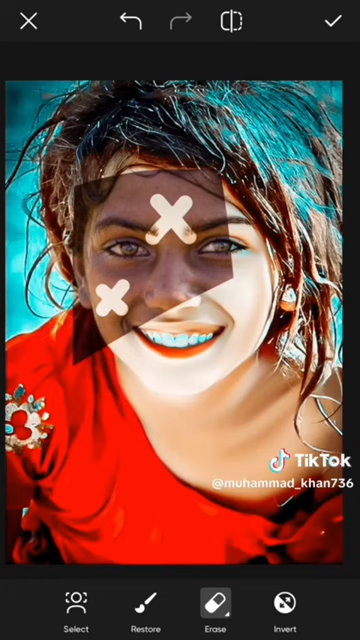 TikTok
@muhammad_khan736
Select
Restore
Erase
Invert